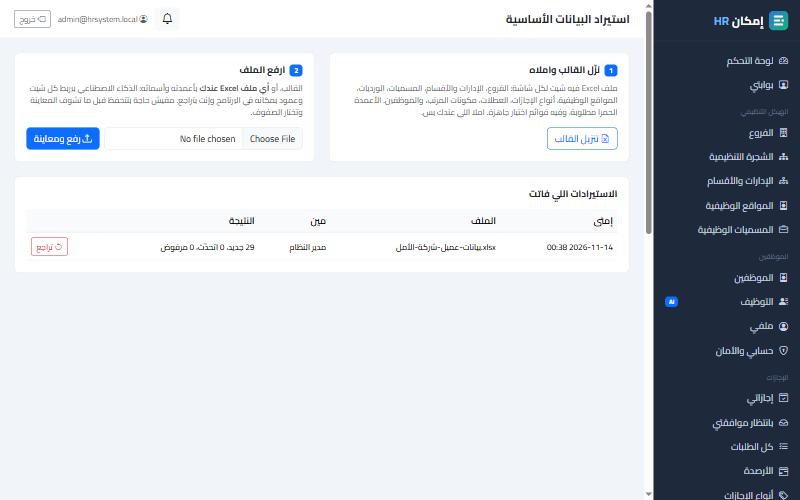 إمكان HR
لوحة التحكم
بوابتي
الهيكل التنظيمي
الفروع
الشجرة التنظيمية
الإدارات والأقسام
المواقع الوظيفية
المسميات الوظيفية
الموظفين
الموظفين
التوظيف AI
ملفي
حسابي والأمان
الإجازات
إجازاتي
بانتظار موافقتي
كل الطلبات
الأرصدة
أنواع الإجازات
استيراد البيانات الأساسية
admin@hrsystem.local
خروج
1 نزّل القالب واملاه
ملف Excel فيه شيت لكل شاشة: الفروع، الإدارات والأقسام، المسميات، الورديات،
المواقع الوظيفية، أنواع الإجازات، العطلات، مكونات المرتب، والموظفين. الأعمدة
الحمرا مطلوبة، وفيه قوائم اختيار جاهزة. املا اللي عندك بس.
تنزيل القالب
2 ارفع الملف
القالب، أو أي ملف Excel عندك بأعمدته وأسمائه: الذكاء الاصطناعي بيربط كل شيت
وعمود بمكانه في البرنامج وإنت بتراجع. مفيش حاجة بتتحفظ قبل ما تشوف المعاينة
وتختار الصفوف.
Choose File No file chosen
رفع ومعاينة
الاستيرادات اللي فاتت
إمتى الملف مين النتيجة
2026-11-14 00:38 بيانات-عميل-شركة-الأمل.xlsx مدير النظام 29 جديد، 0 اتحدّث، 0 مرفوض تراجع